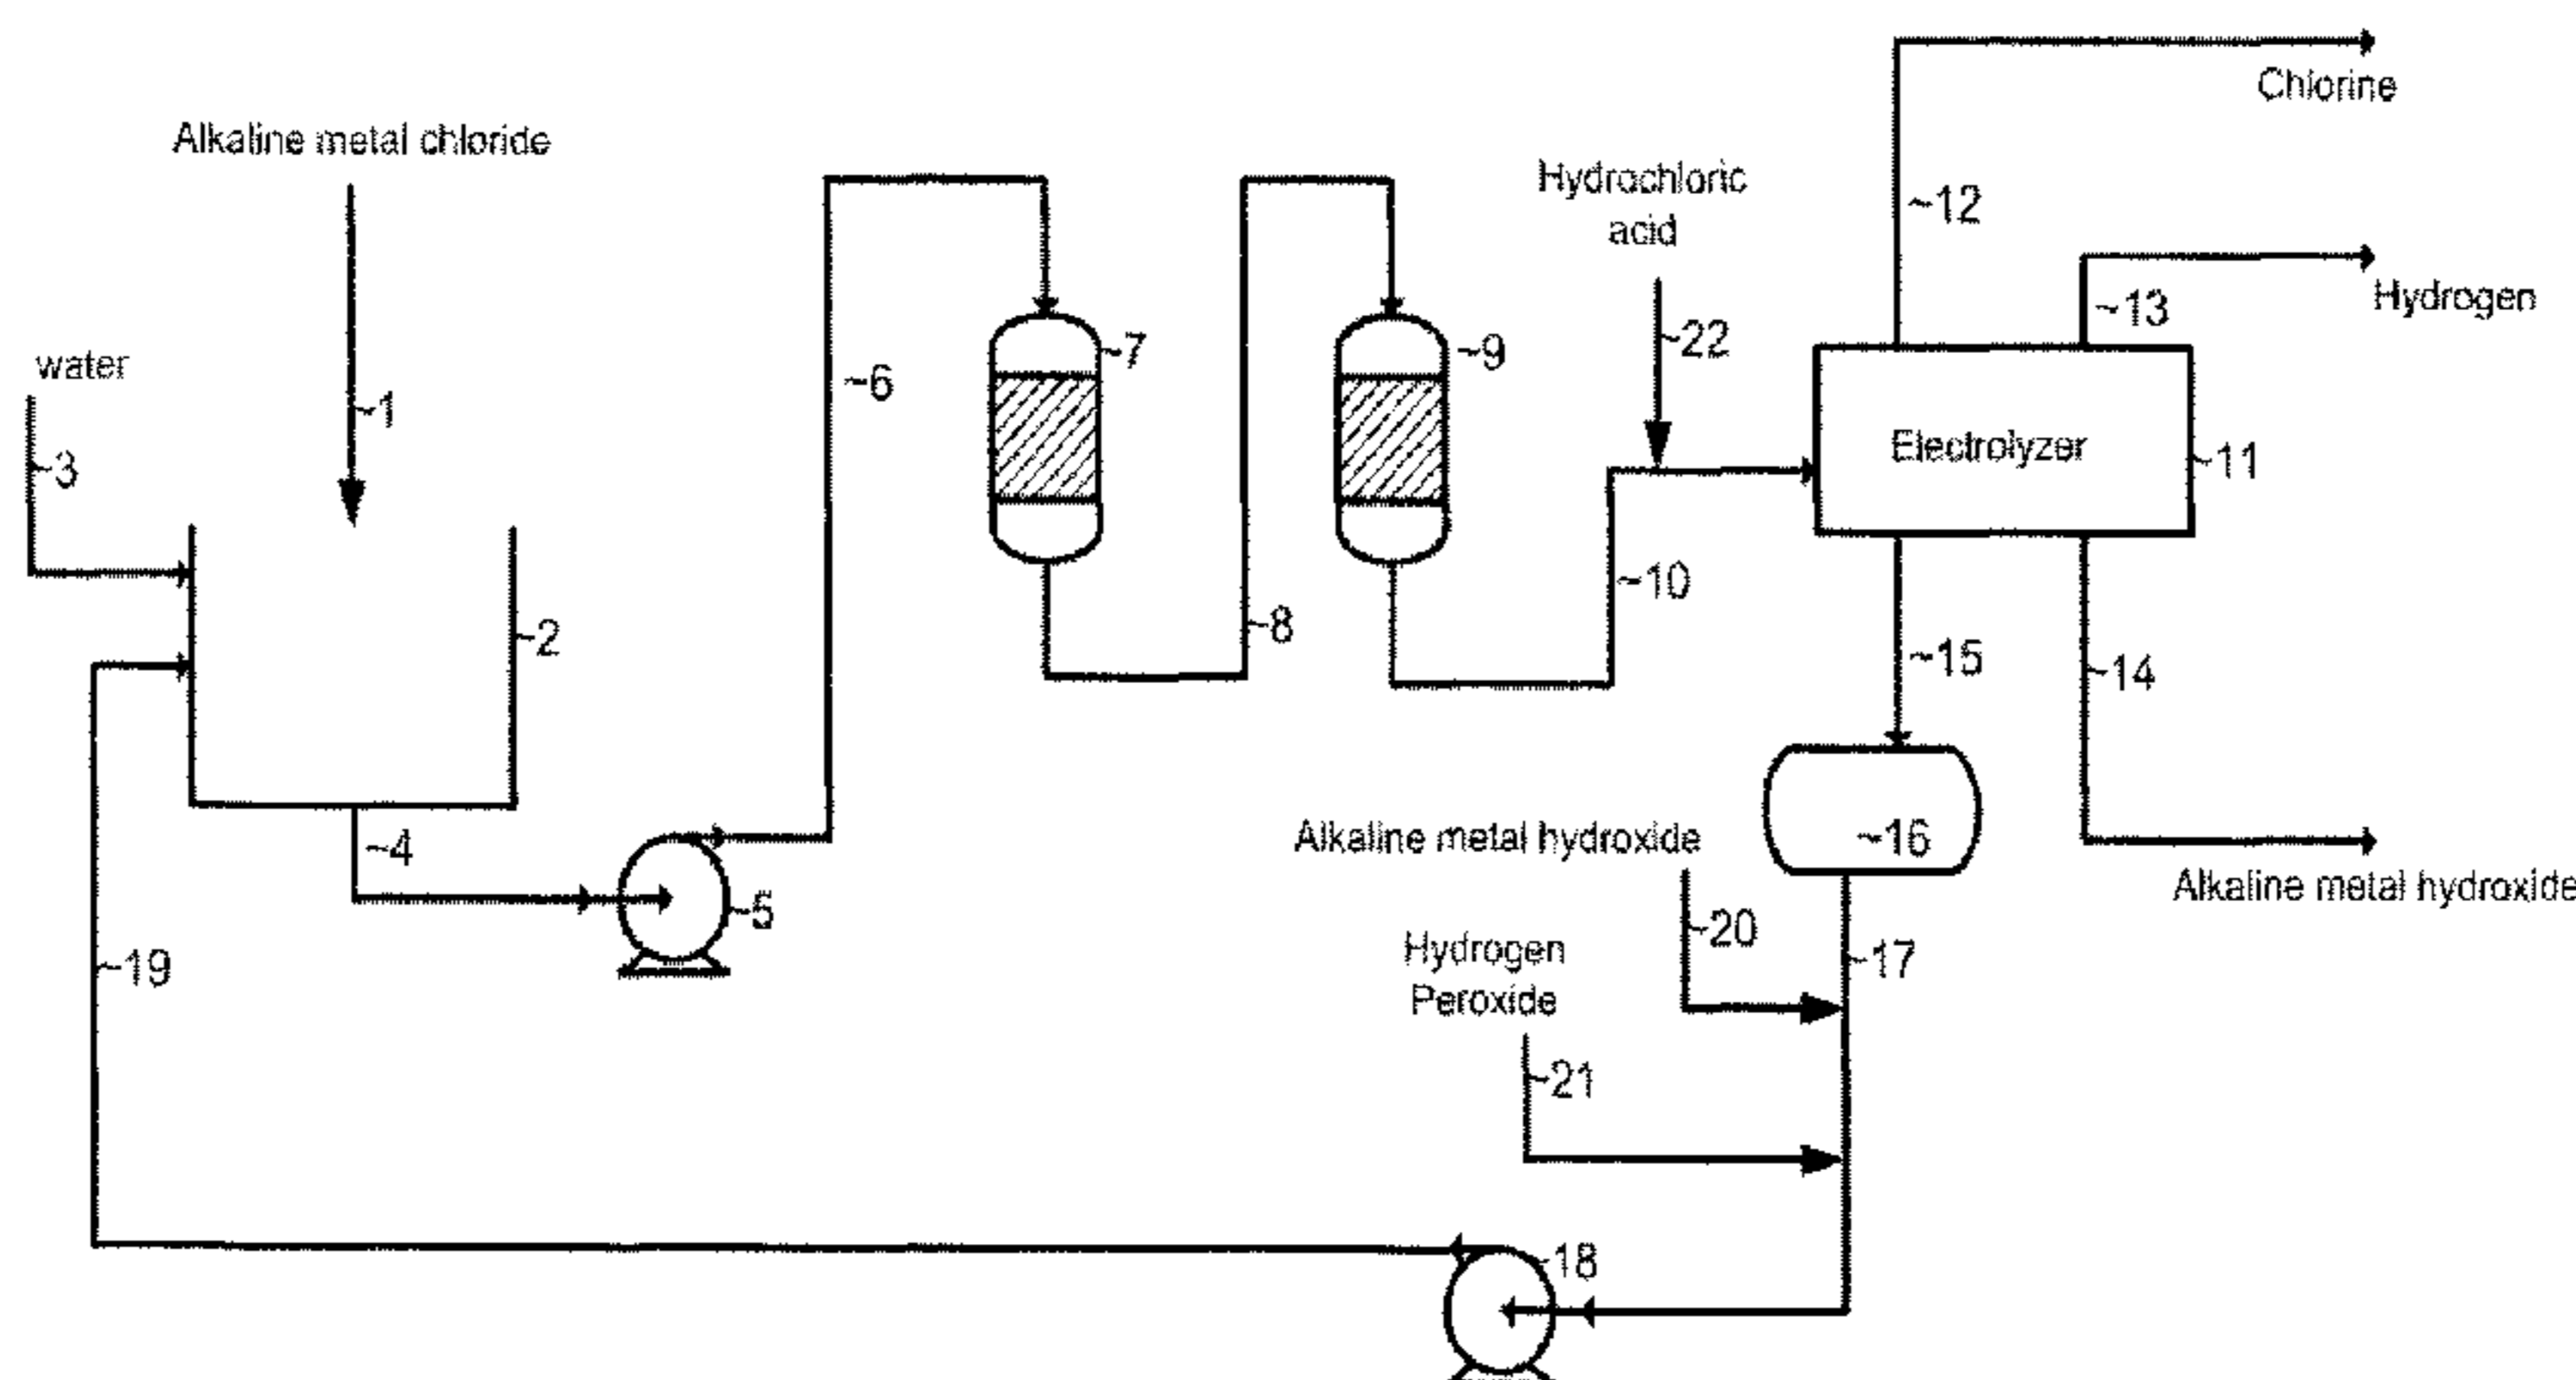 Chlorine
Alkaline metal chloride
Hydrochloric
acid
~12
Hydrogen
~13
~22
~7
~9
water
~6
~1
~3
Electrolyzer
~11
~10
~8
~2
~15
~14
~4
Alkaline metal hydroxide
~16
~5
Alkaline metal hydroxide
~20
Hydrogen
Peroxide
~17
~19
~21
~18